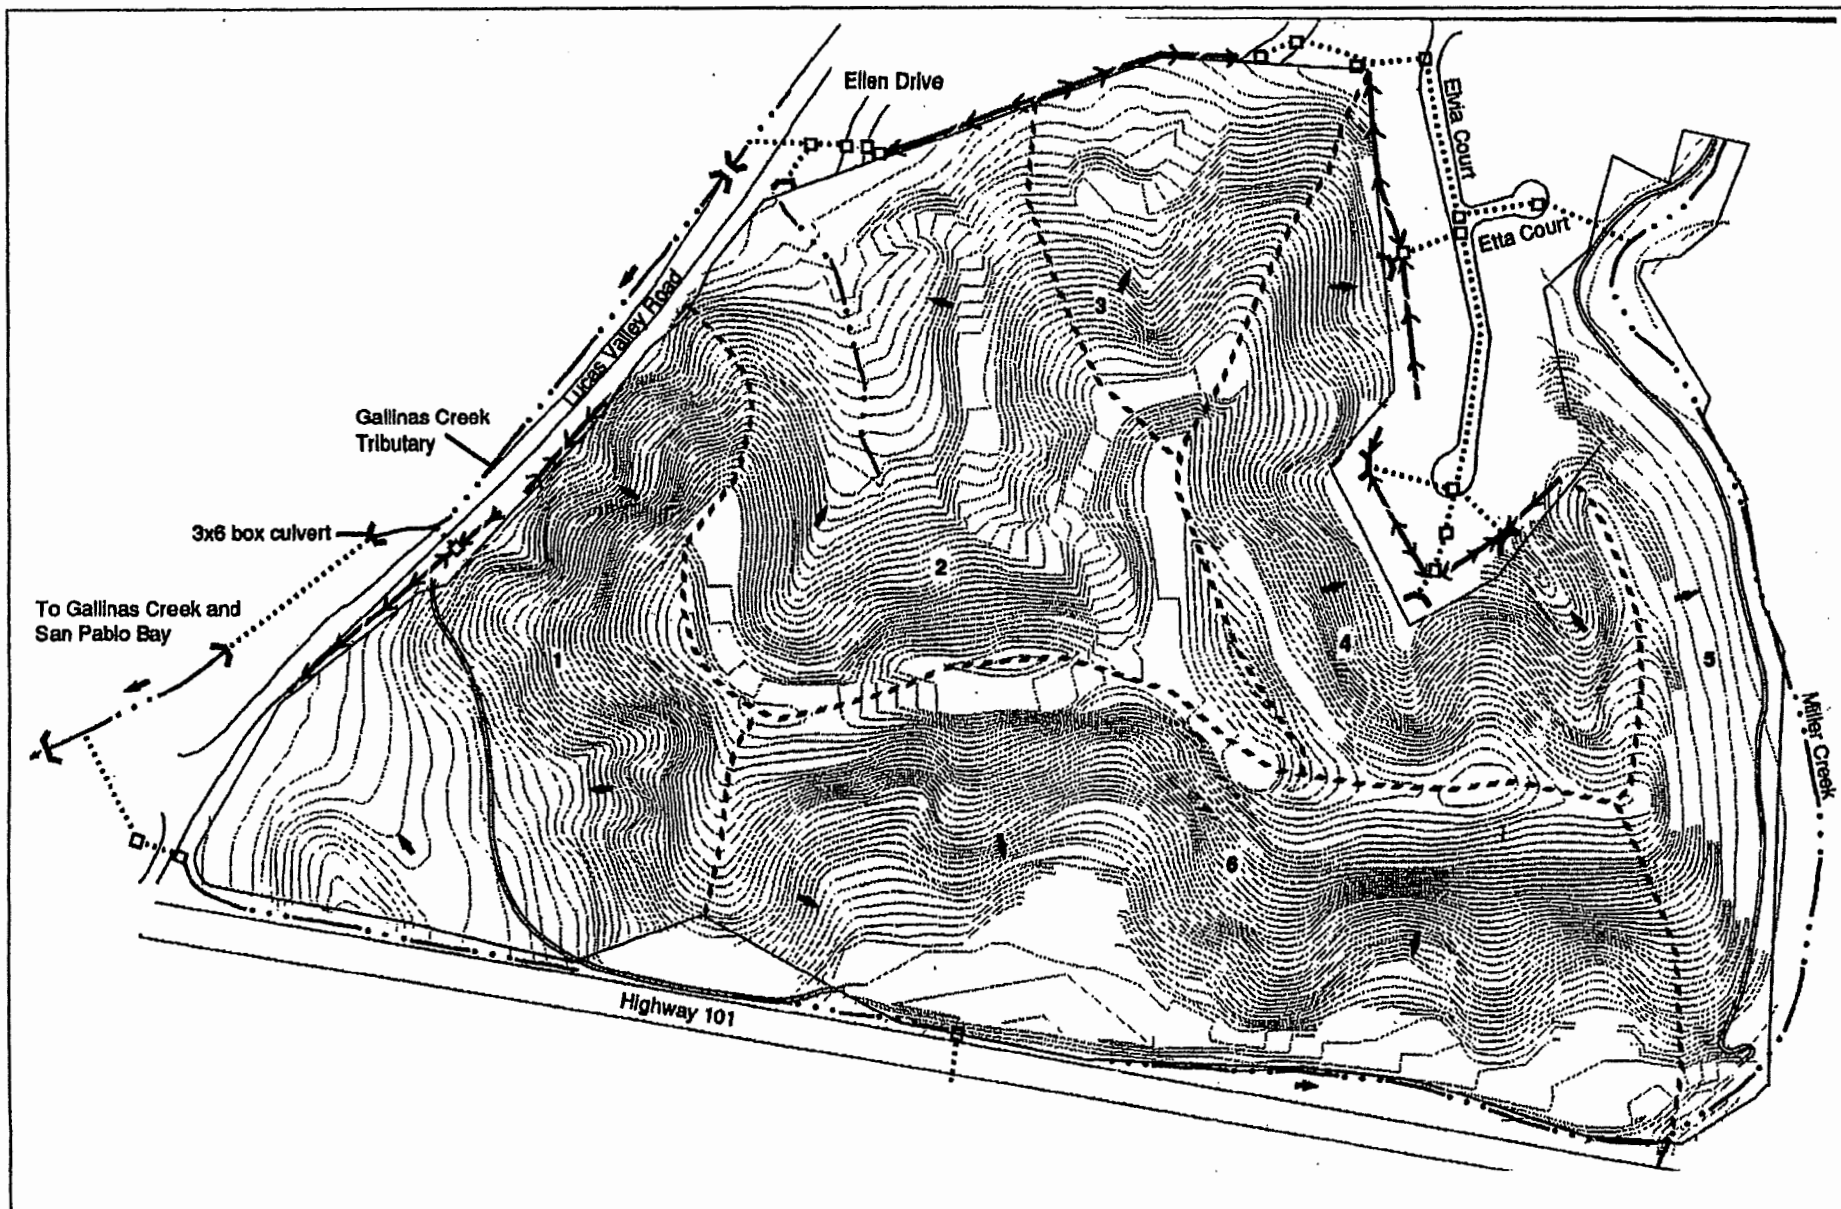 Ellen Drive
Elvia Court
Etta Court
Lucas Valley Road
3
Gallinas Creek
Tributary
3x6 box culvert
2
To Gallinas Creek and
San Pablo Bay
1
4
5
Miller Creek
6
Highway 101